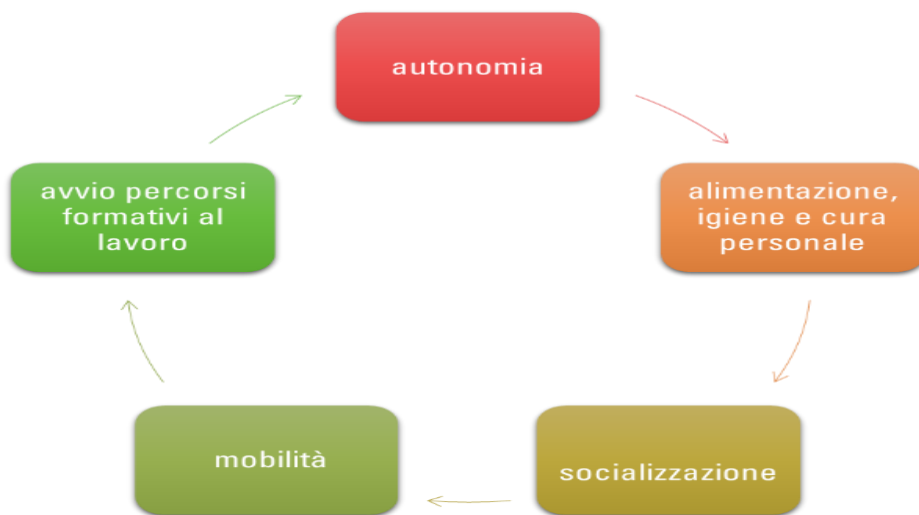 autonomia
alimentazione,
igiene e cura
personale
socializzazione
mobilità
avvio percorsi
formativi al
lavoro